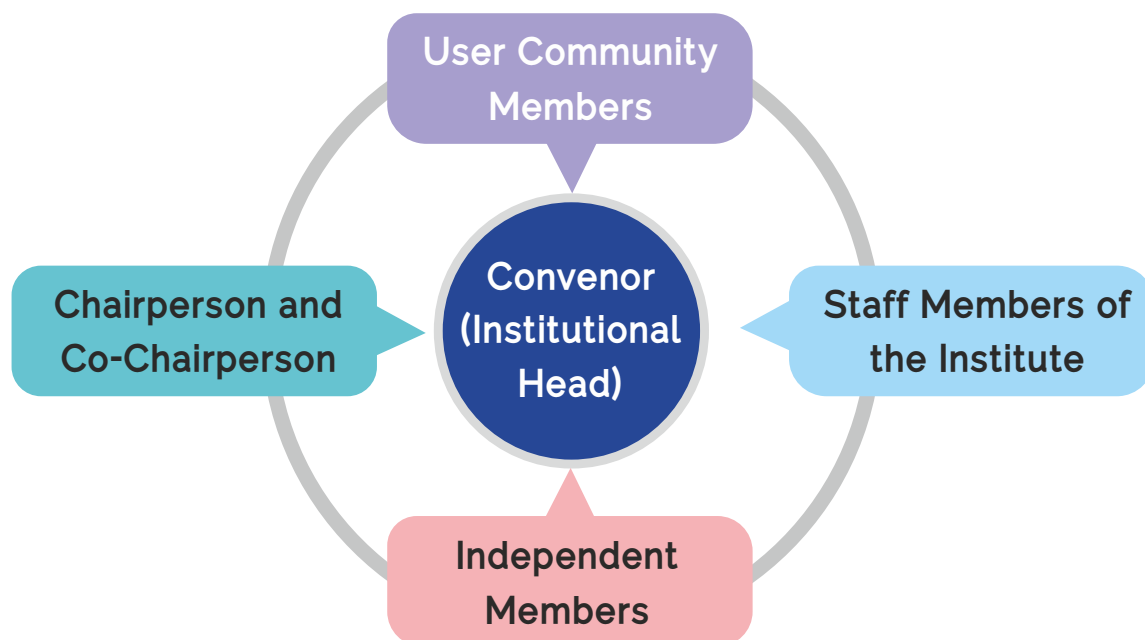 User Community
Members
Chairperson and
Co-Chairperson
Convenor
(Institutional
Head)
Staff Members of
the Institute
Independent
Members